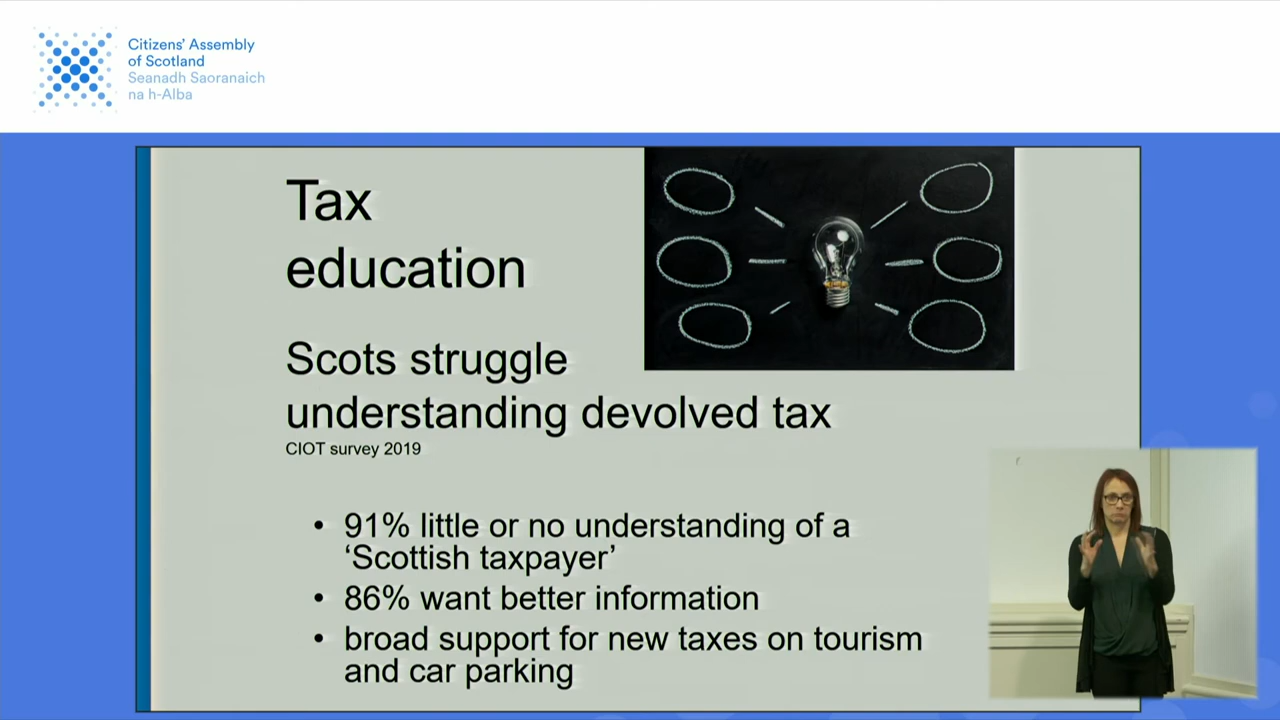 Citizens’ Assembly
of Scotland
Seanadh Saoranaich
na h-Alba
Tax
education
Scots struggle
understanding devolved tax
CIOT survey 2019
• 91% little or no understanding of a
‘Scottish taxpayer’
• 86% want better information
• broad support for new taxes on tourism
and car parking